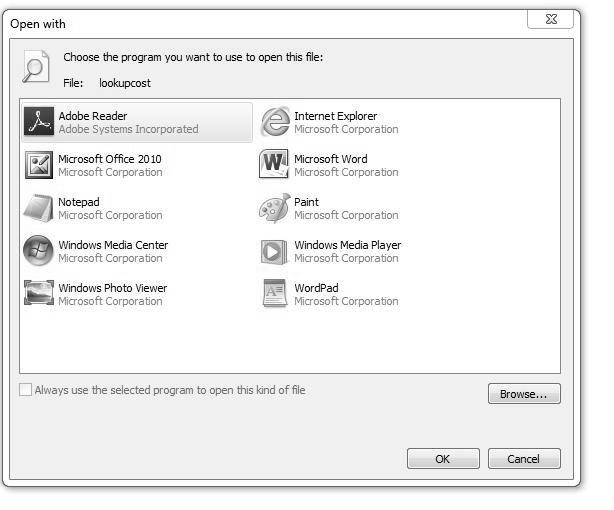 Open with
Choose the program you want to use to open this file:
File: lookupcost
Adobe Reader
Adobe Systems Incorporated
Internet Explorer
Microsoft Corporation
Microsoft Office 2010
Microsoft Corporation
Microsoft Word
Microsoft Corporation
Notepad
Microsoft Corporation
Paint
Microsoft Corporation
Windows Media Center
Microsoft Corporation
Windows Media Player
Microsoft Corporation
Windows Photo Viewer
Microsoft Corporation
WordPad
Microsoft Corporation
Always use the selected program to open this kind of file
Browse...
OK
Cancel